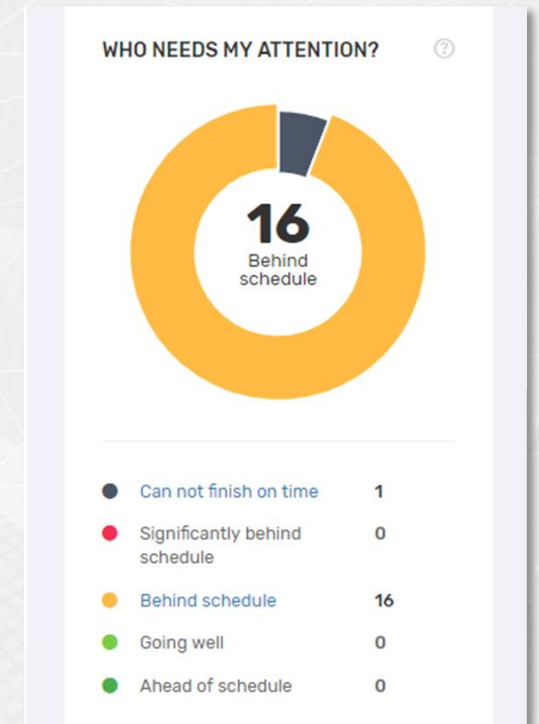 WHO NEEDS MY ATTENTION? ?
16
Behind
schedule
Can not finish on time 1
Significantly behind 0
schedule
Behind schedule 16
Going well 0
Ahead of schedule 0